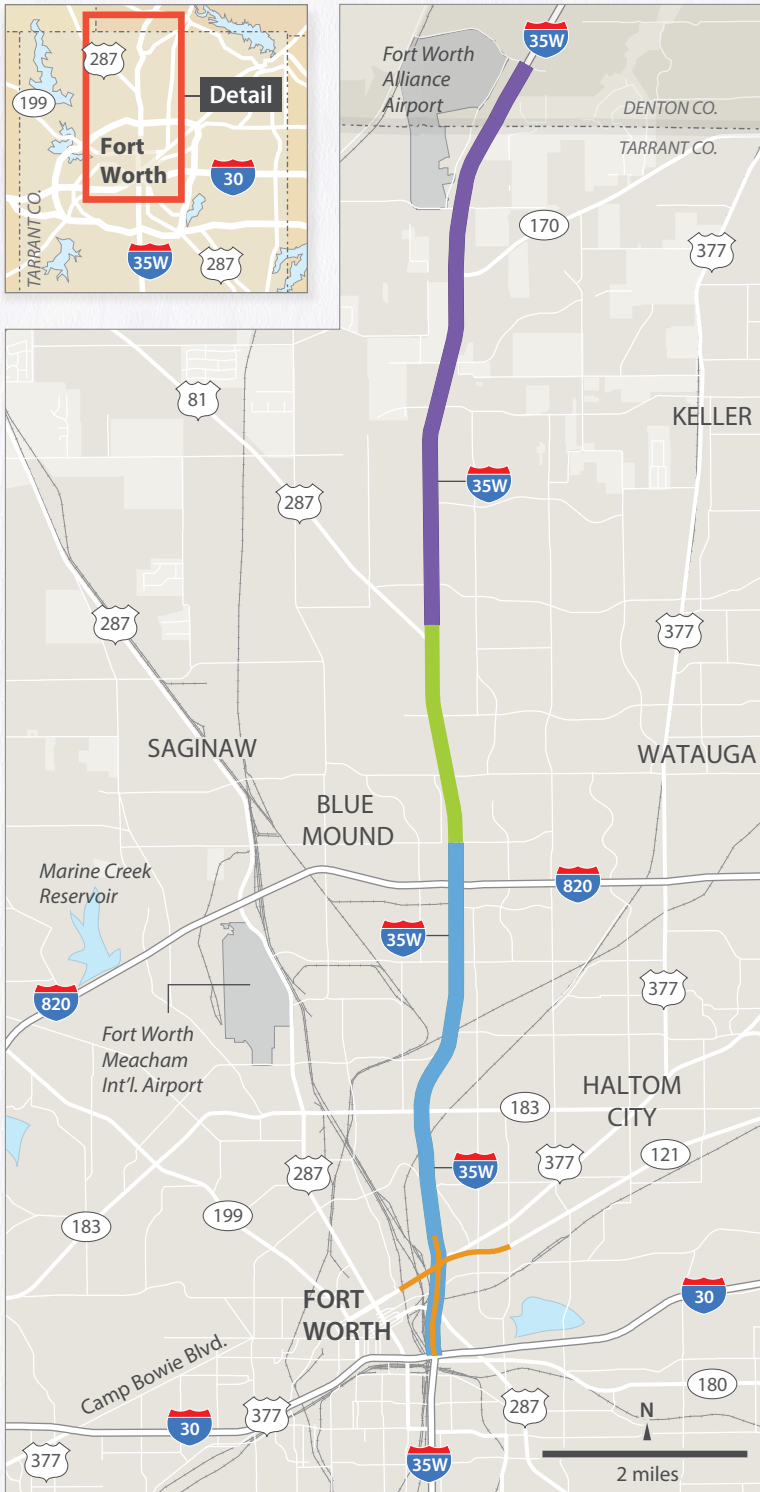 287
199
Detail
Fort
Worth
30
TARRANT CO.
35W
287
35W
Fort Worth
Alliance
Airport
DENTON CO.
TARRANT CO.
170
377
81
KELLER
35W
287
287
377
SAGINAW
WATAUGA
BLUE
MOUND
Marine Creek
Reservoir
820
35W
820
377
Fort Worth
Meacham
Int'l. Airport
HALTOM
CITY
183
377
121
287
35W
183
199
FORT
WORTH
30
Camp Bowie Blvd.
180
377
287
30
377
35W
N
2 miles